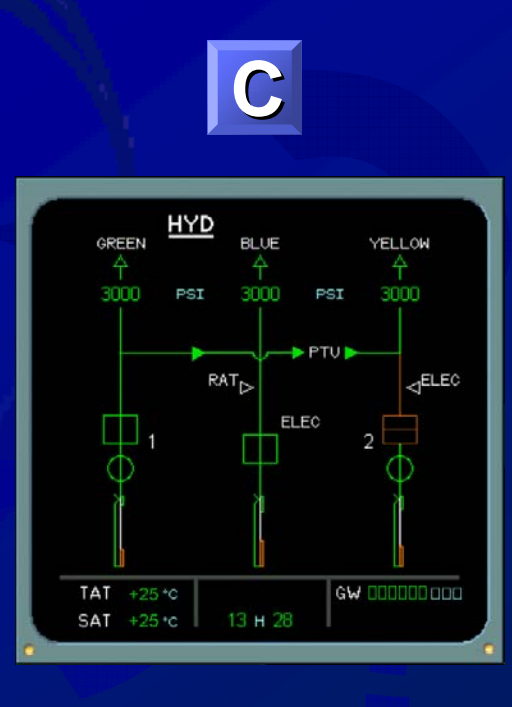 C
HYD
GREEN BLUE YELLOW
3000 PSI 3000 PSI 3000
PTU
RAT ELEC
ELEC
1 2
TAT +25 °C GW
SAT +25 °C 13 H 28